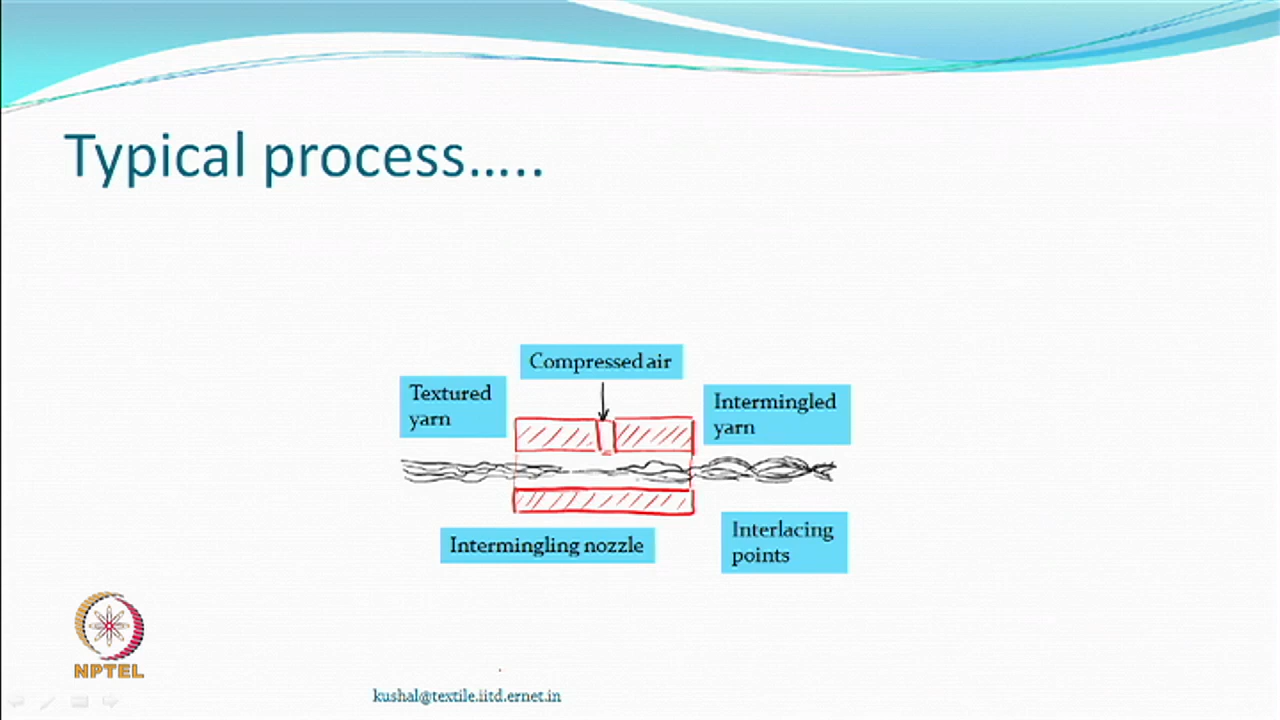 Typical process.....
Compressed air
Textured
yarn
Intermingled
yarn
Intermingling nozzle
Interlacing
points
NPTEL
kushal@textile.iitd.ernet.in